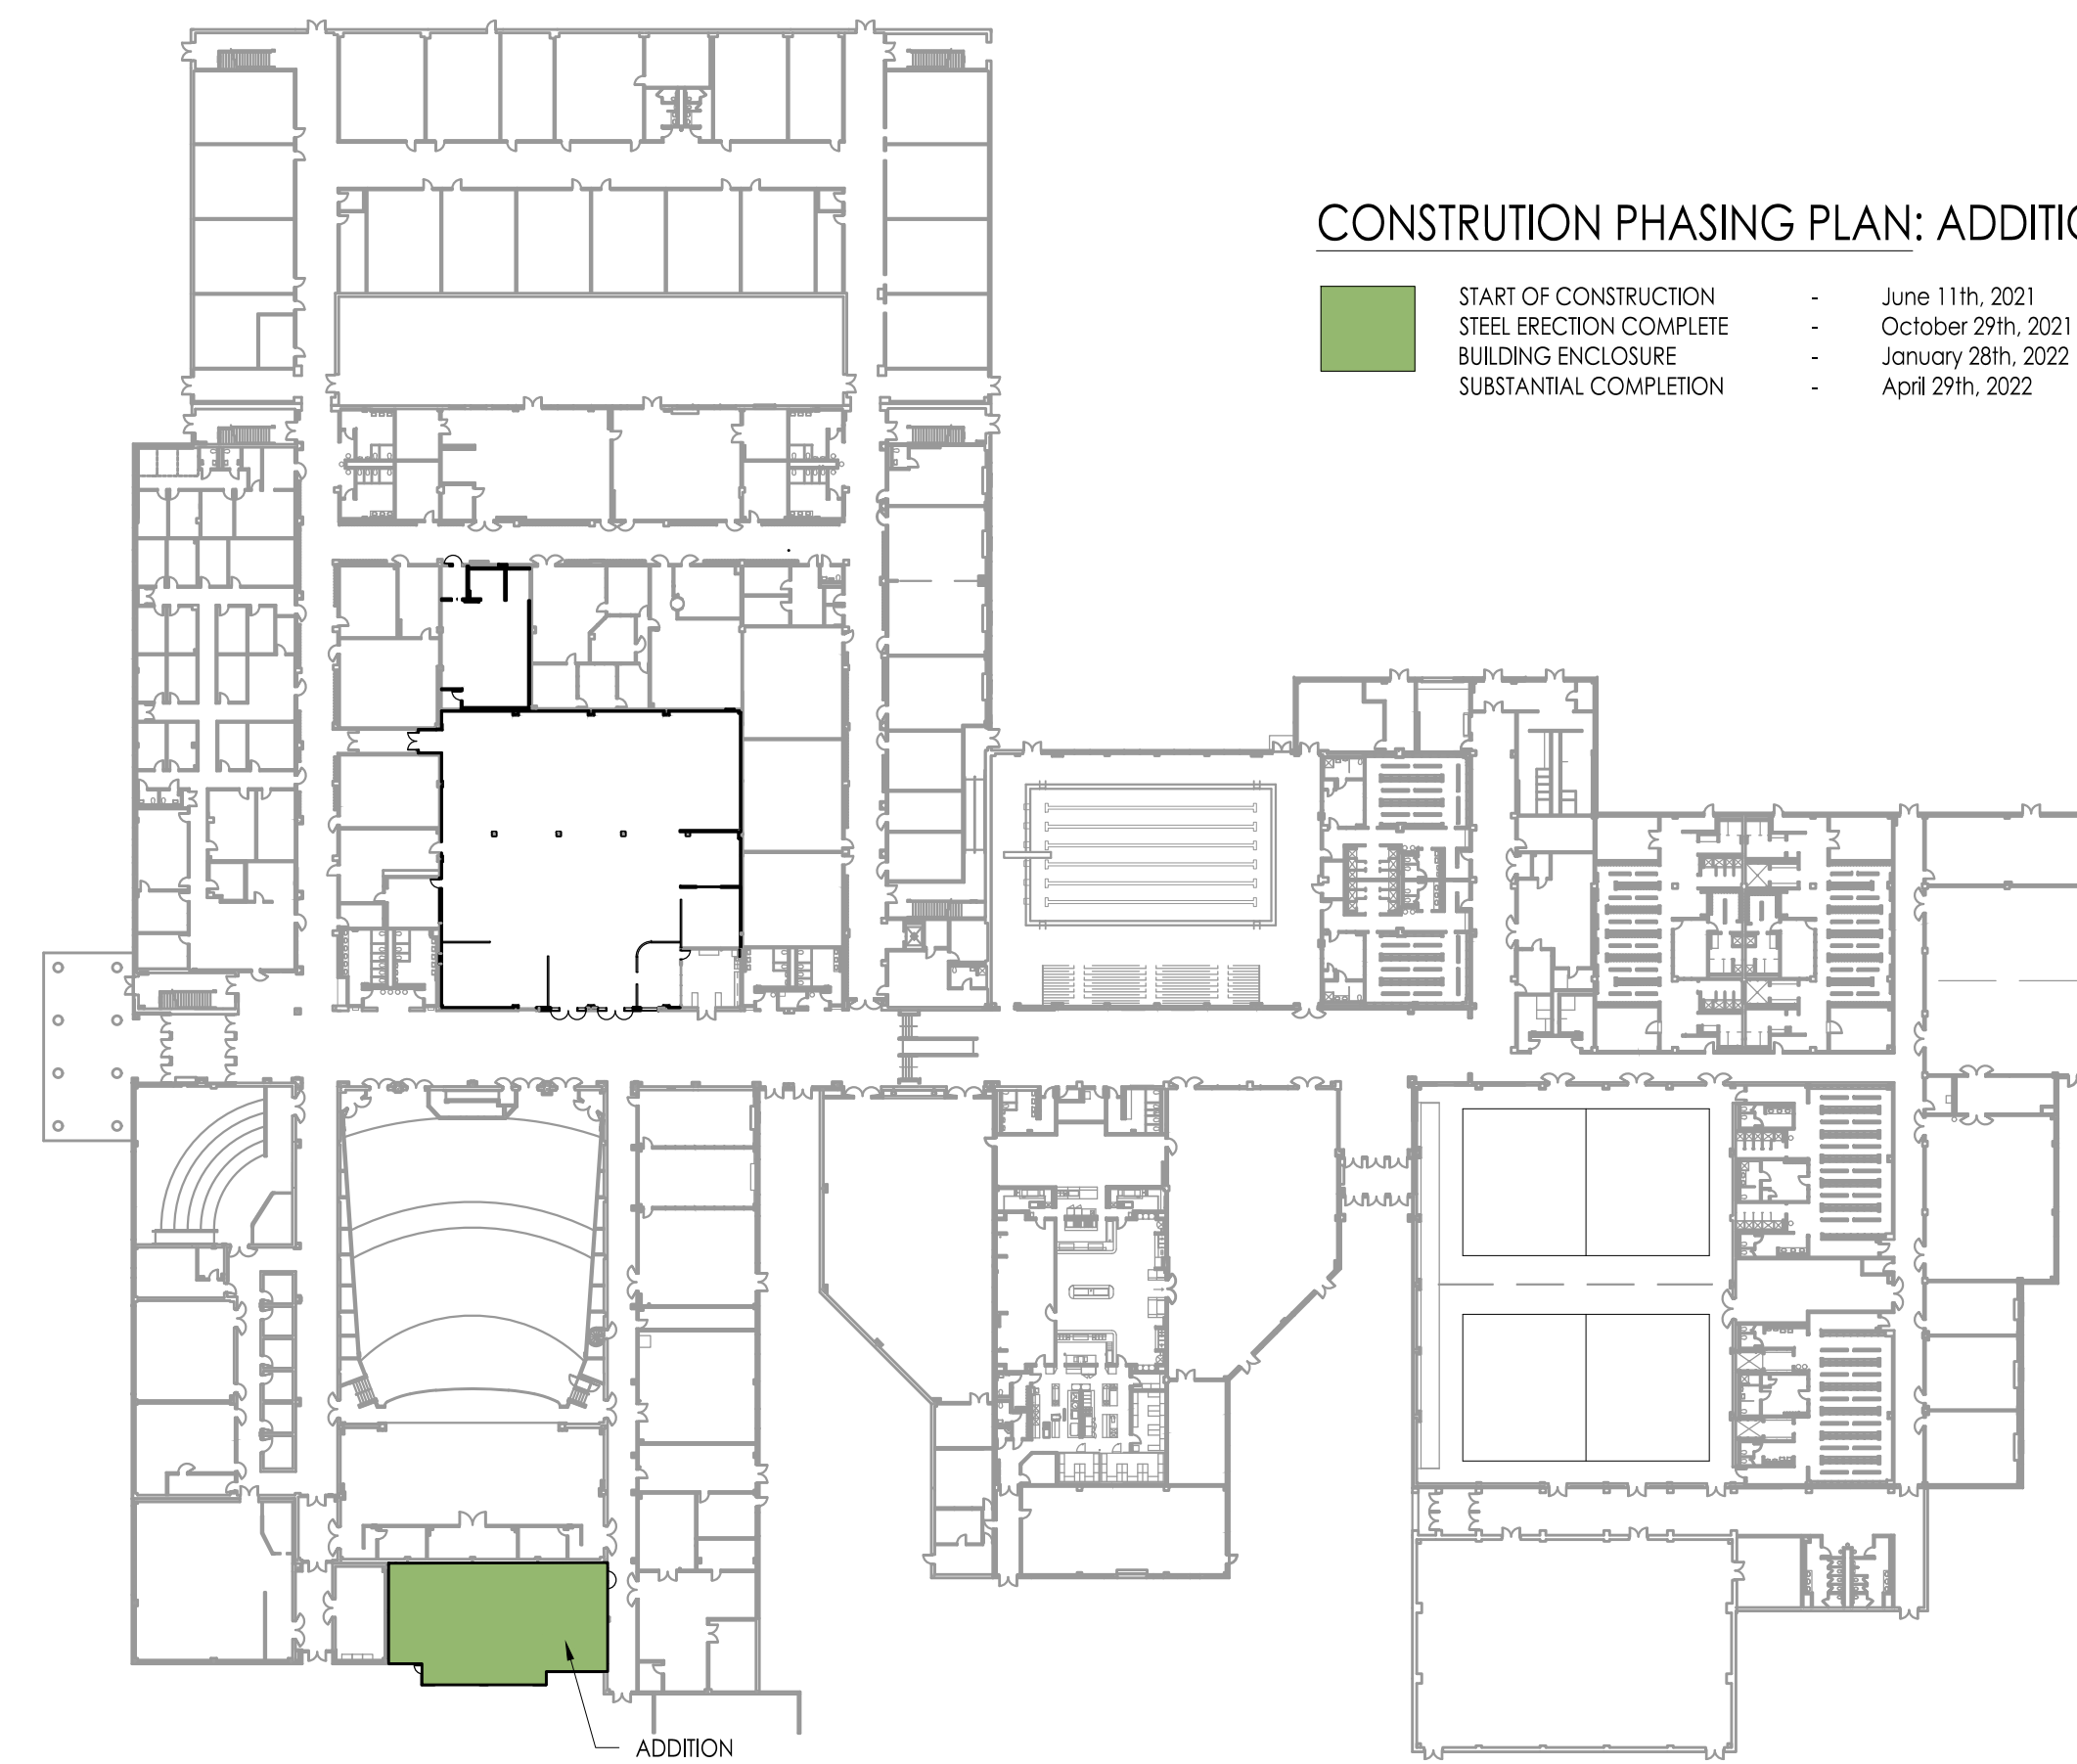 CONSTRUTION PHASING PLAN: ADDITIO
START OF CONSTRUCTION - June 11th, 2021
STEEL ERECTION COMPLETE - October 29th, 2021
BUILDING ENCLOSURE - January 28th, 2022
SUBSTANTIAL COMPLETION - April 29th, 2022
ADDITION